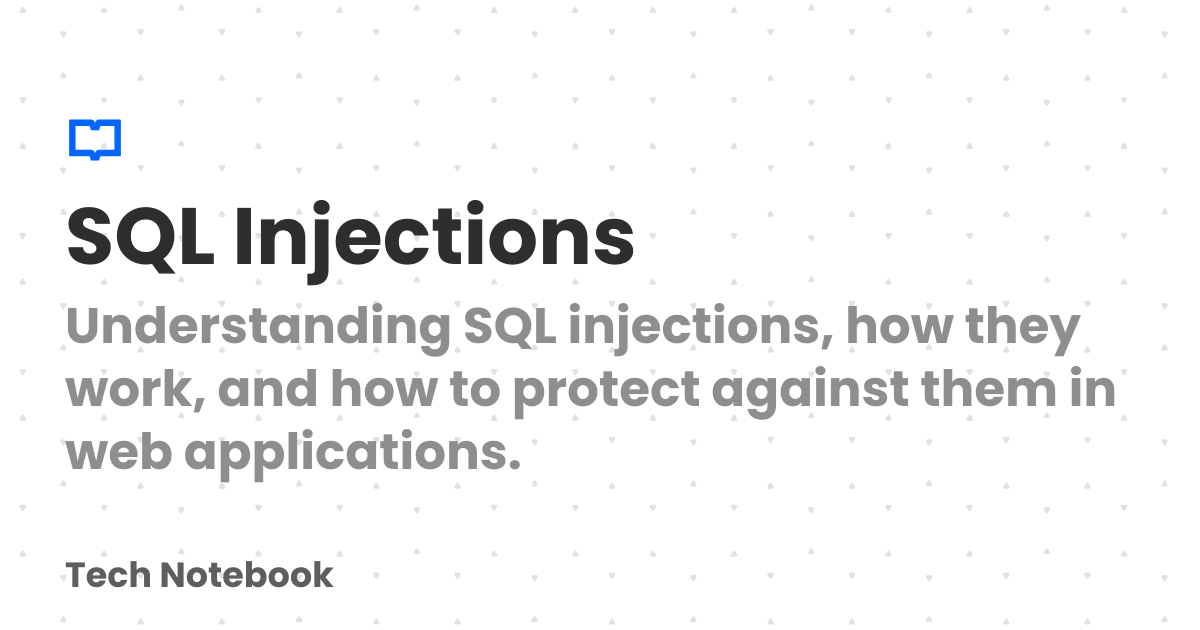 SQL Injections
Understanding SQL injections, how they
work, and how to protect against them in
web applications.
Tech Notebook